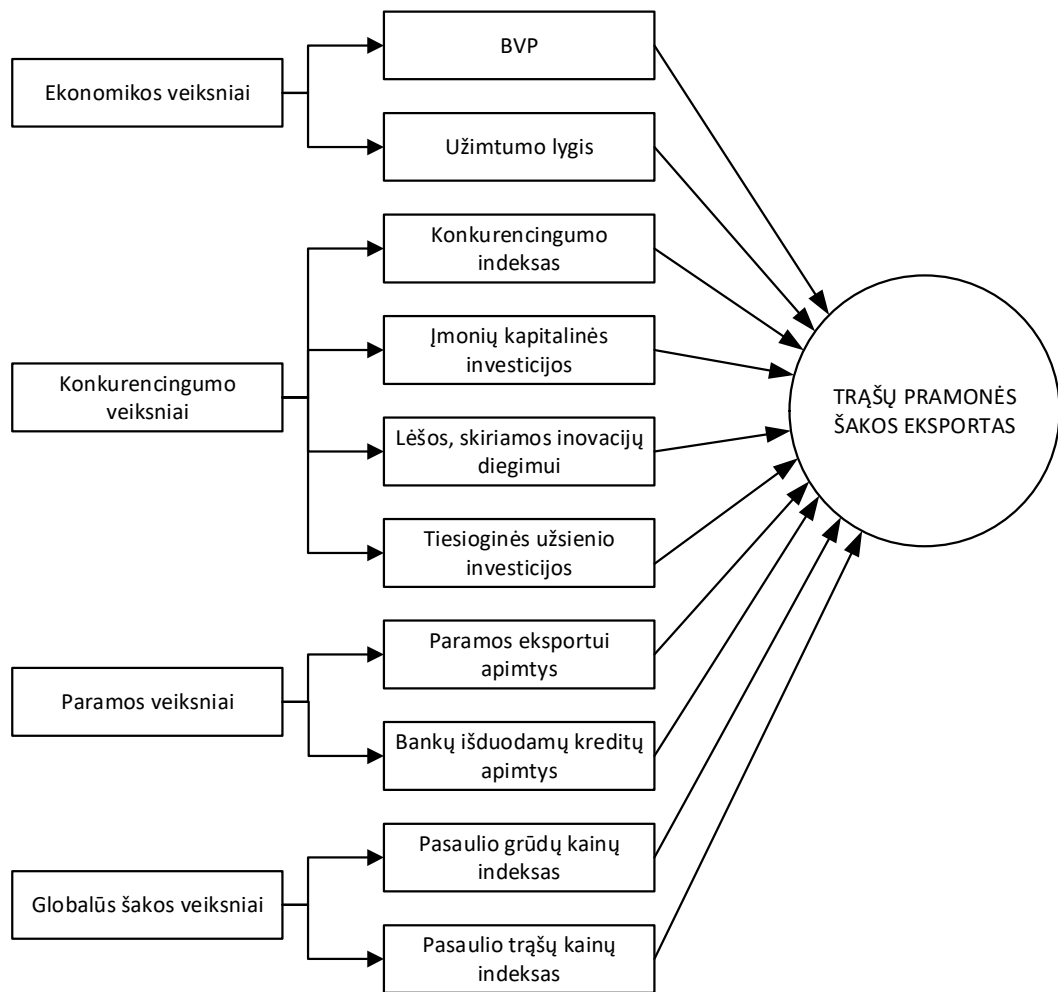 BVP
Ekonomikos veiksniai
Užimtumo lygis
Konkurencingumo
indeksas
Įmonių kapitalinės
investicijos
Konkurencingumo
veiksniai
Lėšos, skiriamos inovacijų
diegimui
Tiesioginės užsienio
investicijos
Paramos eksportui
apimtys
Paramos veiksniai
Bankų išduodamų kreditų
apimtys
Pasaulio grūdų kainų
indeksas
Globalūs šakos veiksniai
Pasaulio trąšų kainų
indeksas
TRĄŠŲ PRAMONĖS
ŠAKOS EKSPORTAS